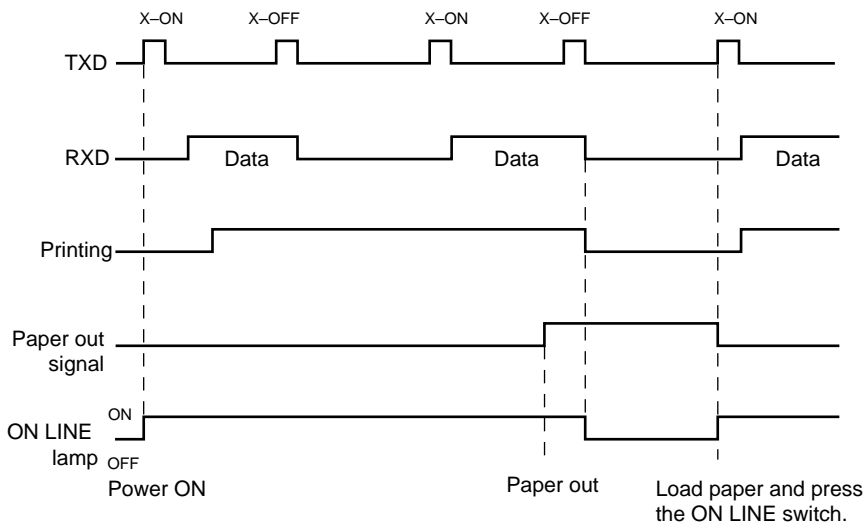 X–ON X–OFF X–ON X–OFF X–ON
TXD
RXD Data Data Data
Printing
Paper out
signal
ON
ON LINE
lamp OFF
Power ON Paper out Load paper and press
the ON LINE switch.